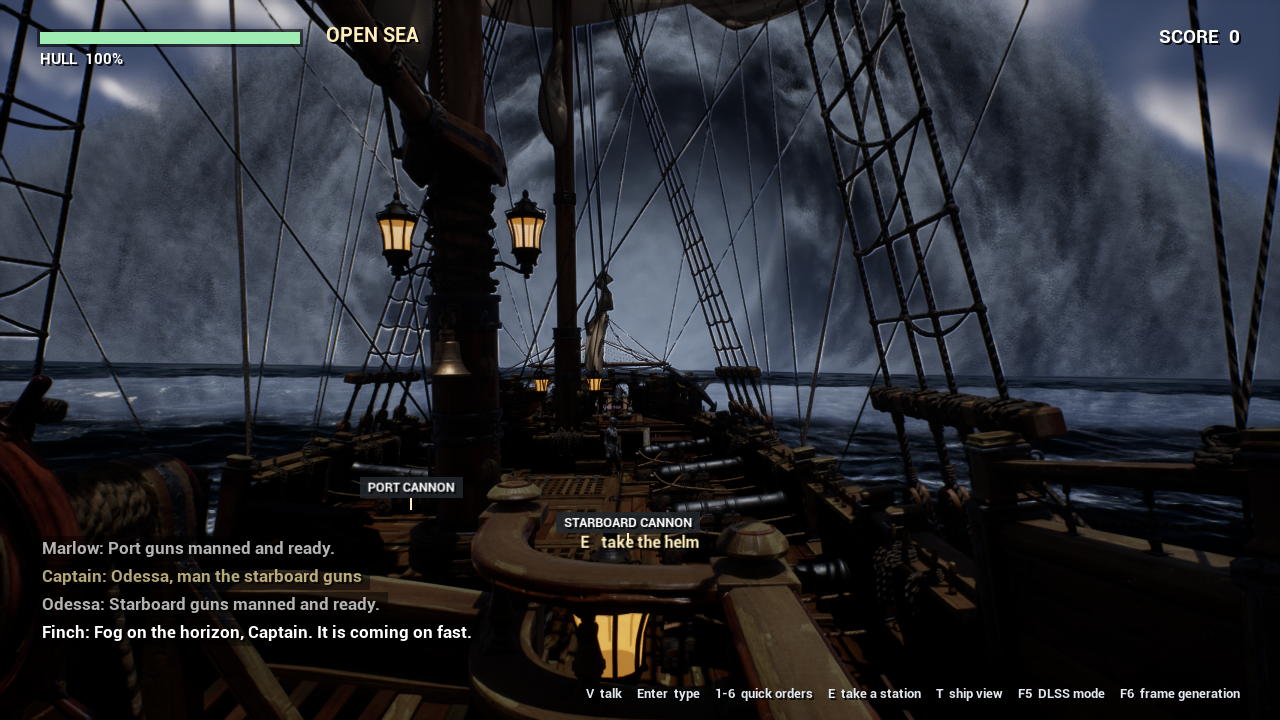 OPEN SEA
SCORE 0
HULL 100%
PORT CANNON
STARBOARD CANNON
E take the helm
Marlow: Port guns manned and ready.
Captain: Odessa, man the starboard guns
Odessa: Starboard guns manned and ready.
Finch: Fog on the horizon, Captain. It is coming on fast.
V talk Enter type 1-6 quick orders E take a station T ship view F5 DLSS mode F6 frame generation